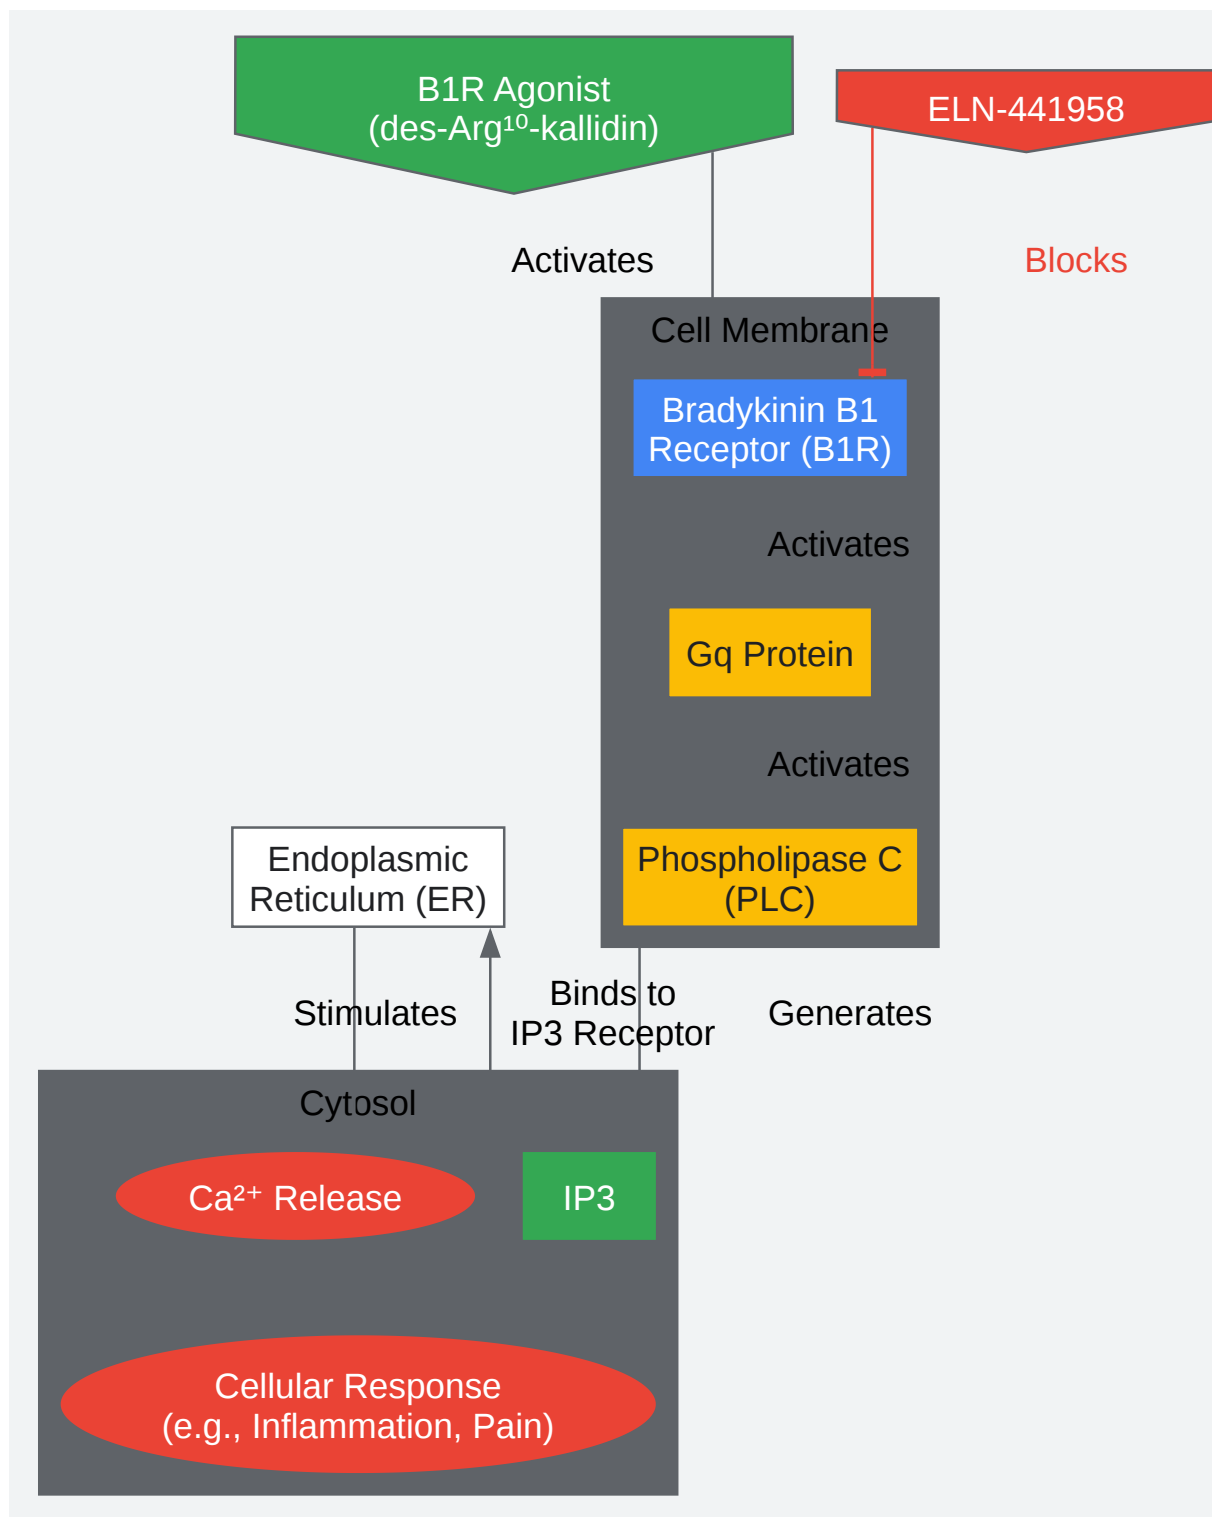 B1R Agonist
(des-Arg¹⁰-kallidin)
ELN-441958
Activates
Blocks
Cell Membrane
Bradykinin B1
Receptor (B1R)
Activates
Gq Protein
Activates
Phospholipase C
(PLC)
Endoplasmic
Reticulum (ER)
Stimulates
Binds to
IP3 Receptor
Generates
Cytosol
Ca²⁺ Release
IP3
Cellular Response
(e.g., Inflammation, Pain)